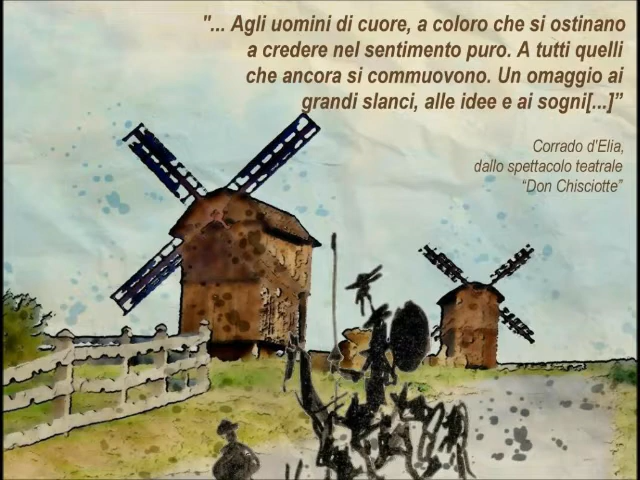 "... Agli uomini di cuore, a coloro che si ostinano
a credere nel sentimento puro. A tutti quelli
che ancora si commuovono. Un omaggio ai
grandi slanci, alle idee e ai sogni[...]”
Corrado d’Elia,
dallo spettacolo teatrale
“Don Chisciotte”